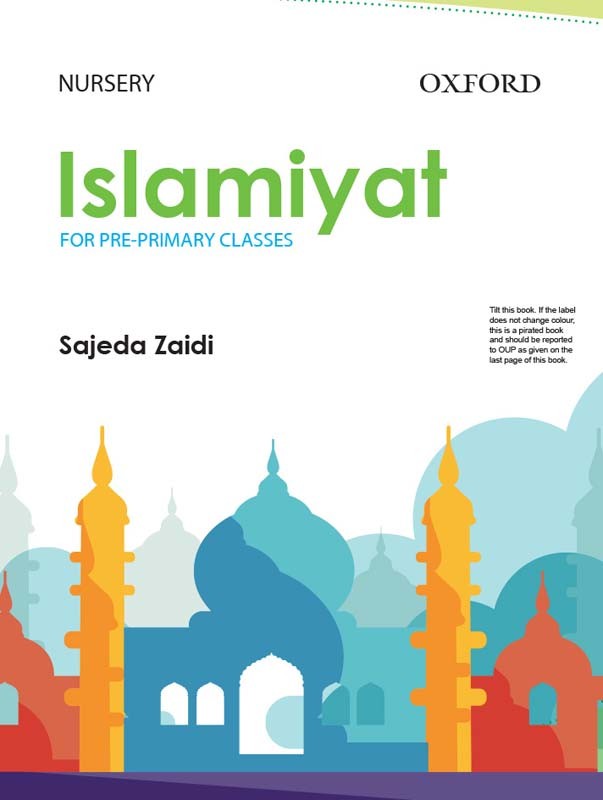 NURSERY
OXFORD
Islamiyat
FOR PRE-PRIMARY CLASSES
Tilt this book. If the label
does not change colour,
this is a pirated book
and should be reported
to OUP as given on the
last page of this book.
Sajeda Zaidi